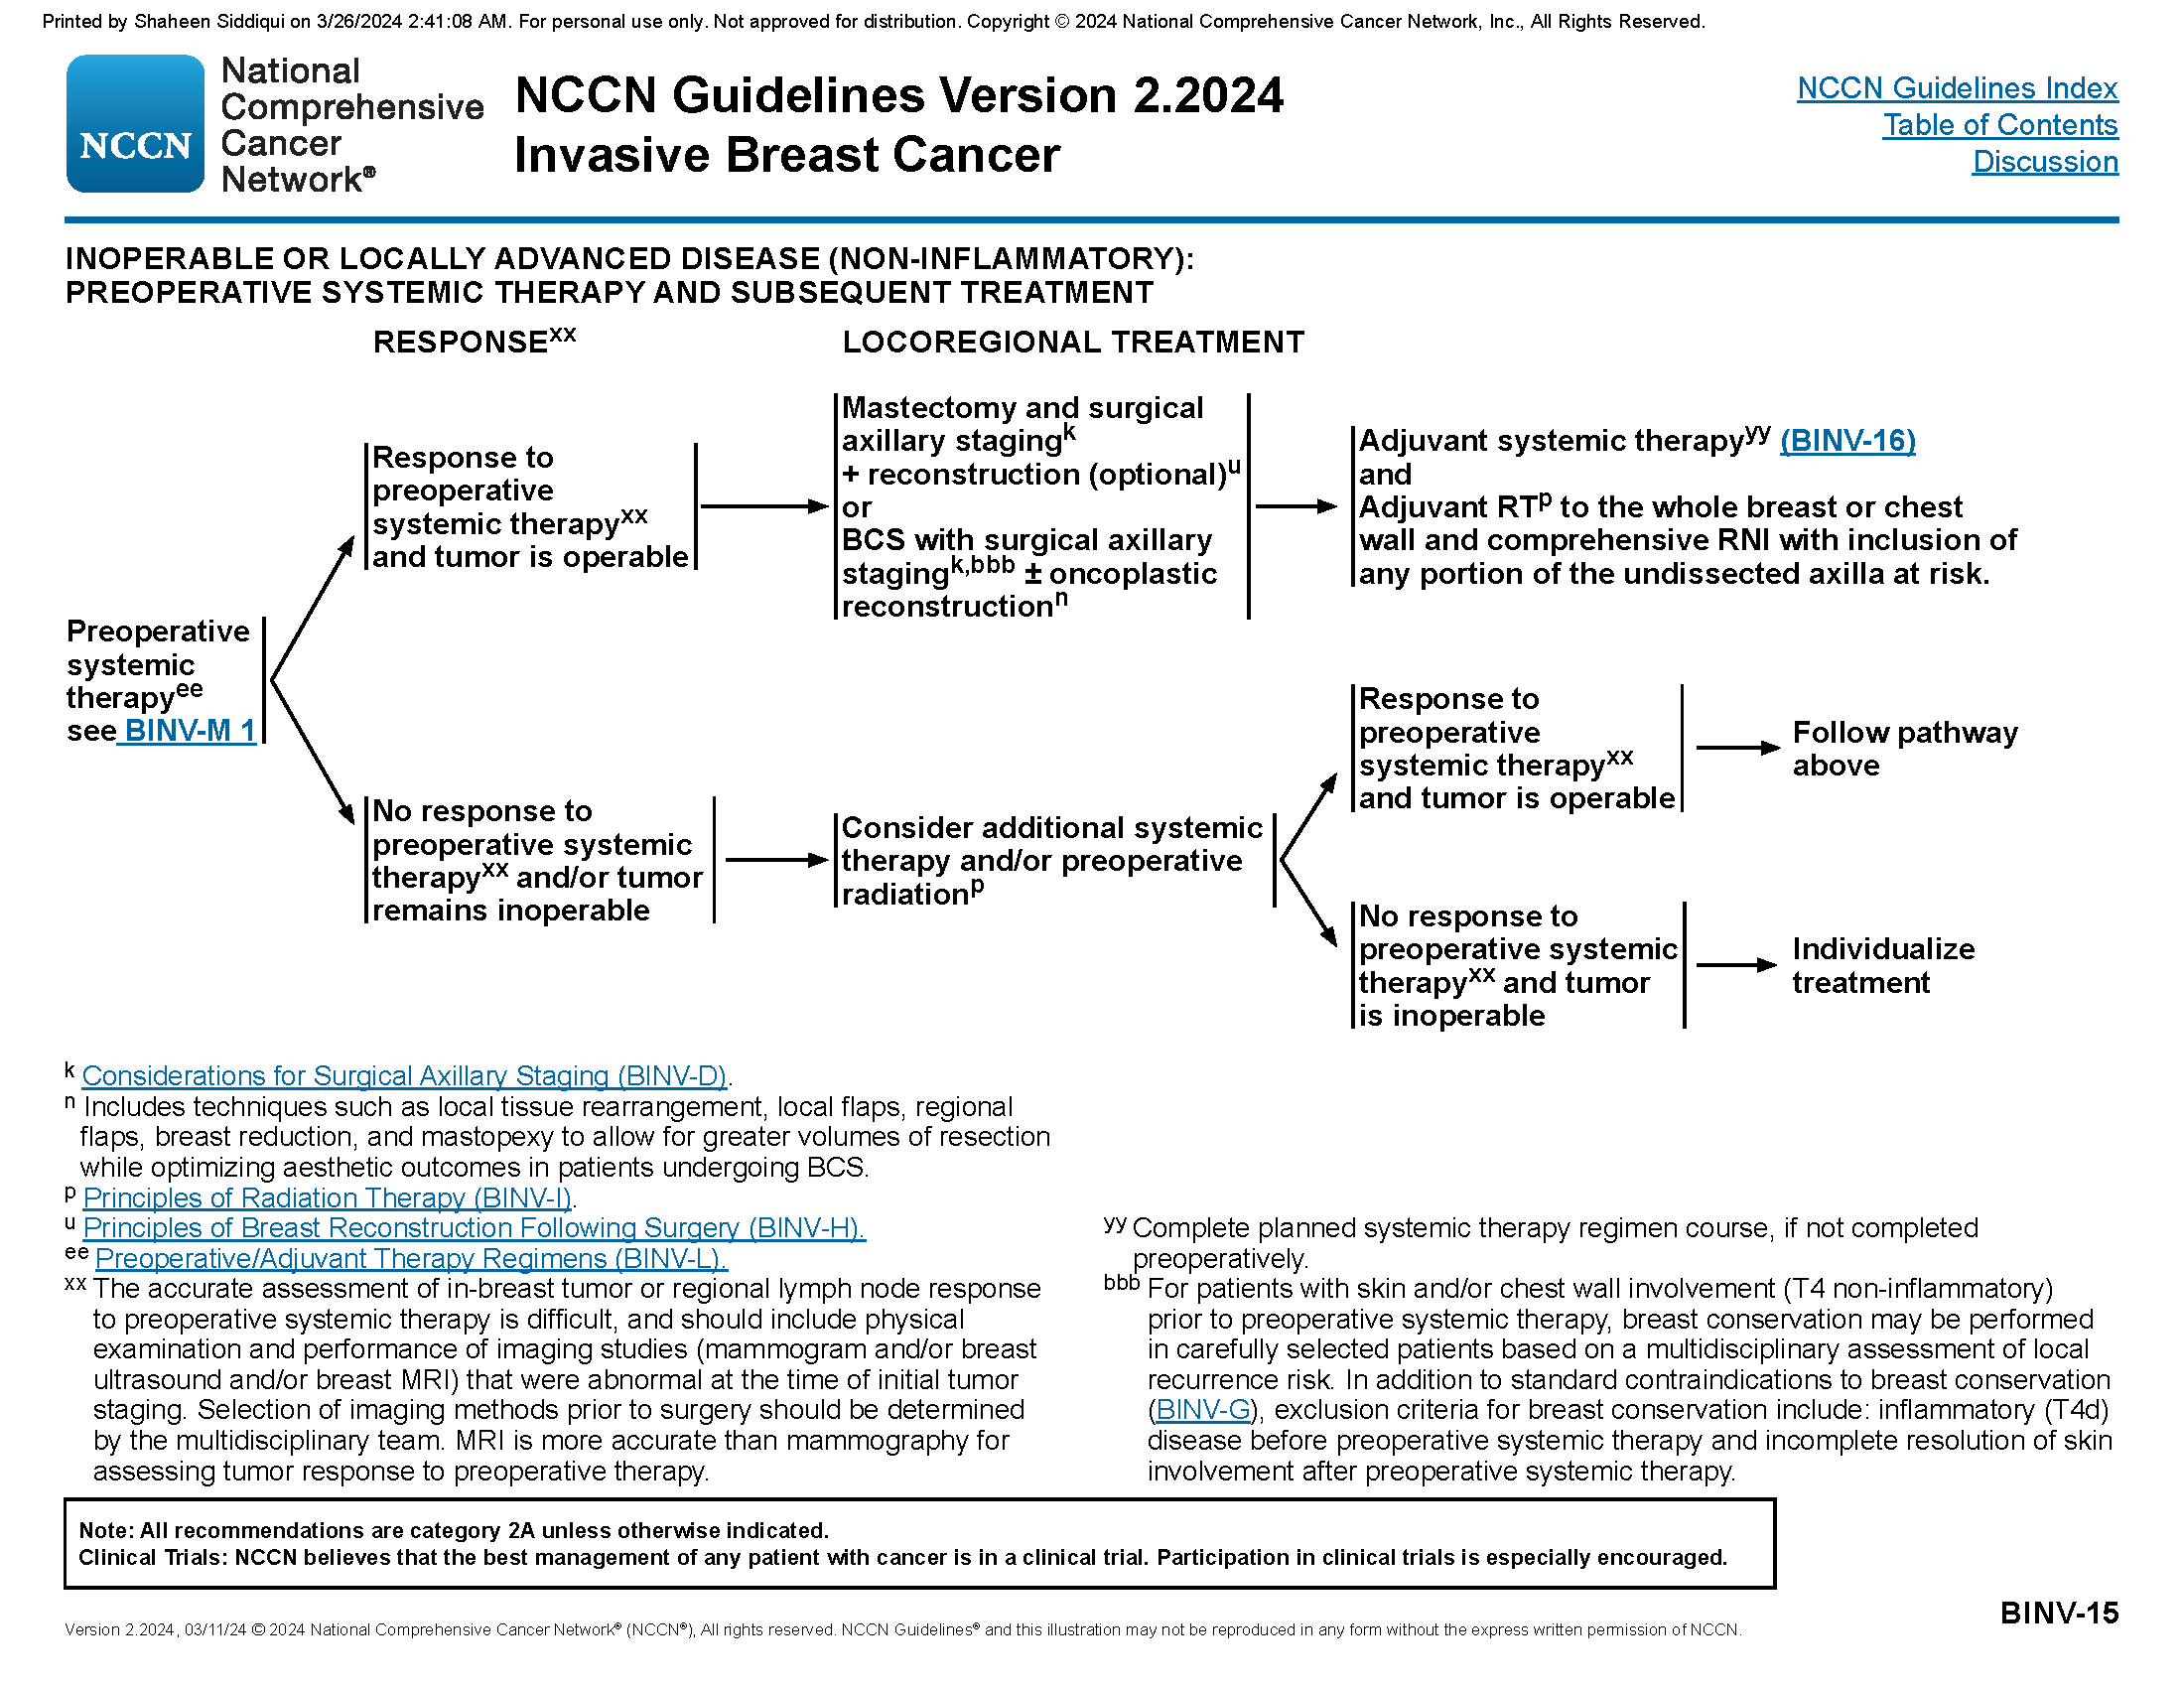 Printed by Shaheen Siddiqui on 3/26/2024 2:41:08 AM. For personal use only. Not approved for distribution. Copyright © 2024 National Comprehensive Cancer Network, Inc., All Rights Reserved.
NCCN
National
Comprehensive
Cancer
Network®
NCCN Guidelines Version 2.2024
Invasive Breast Cancer
NCCN Guidelines Index
Table of Contents
Discussion
INOPERABLE OR LOCALLY ADVANCED DISEASE (NON-INFLAMMATORY):
PREOPERATIVE SYSTEMIC THERAPY AND SUBSEQUENT TREATMENT
RESPONSExx
LOCOREGIONAL TREATMENT
Preoperative
systemic
therapyee
see BINV-M 1
Response to
preoperative
systemic therapyxx
and tumor is operable
Mastectomy and surgical
axillary stagingk
+ reconstruction (optional)u
or
BCS with surgical axillary
stagingk,bbb ± oncoplastic
reconstructionn
Adjuvant systemic therapyyy (BINV-16)
and
Adjuvant RTp to the whole breast or chest
wall and comprehensive RNI with inclusion of
any portion of the undissected axilla at risk.
No response to
preoperative systemic
therapyxx and/or tumor
remains inoperable
Consider additional systemic
therapy and/or preoperative
radiationp
Response to
preoperative
systemic therapyxx
and tumor is operable
Follow pathway
above
No response to
preoperative systemic
therapyxx and tumor
is inoperable
Individualize
treatment
k Considerations for Surgical Axillary Staging (BINV-D).
n Includes techniques such as local tissue rearrangement, local flaps, regional
flaps, breast reduction, and mastopexy to allow for greater volumes of resection
while optimizing aesthetic outcomes in patients undergoing BCS.
p Principles of Radiation Therapy (BINV-I).
u Principles of Breast Reconstruction Following Surgery (BINV-H).
ee Preoperative/Adjuvant Therapy Regimens (BINV-L).
xx The accurate assessment of in-breast tumor or regional lymph node response
to preoperative systemic therapy is difficult, and should include physical
examination and performance of imaging studies (mammogram and/or breast
ultrasound and/or breast MRI) that were abnormal at the time of initial tumor
staging. Selection of imaging methods prior to surgery should be determined
by the multidisciplinary team. MRI is more accurate than mammography for
assessing tumor response to preoperative therapy.
yy Complete planned systemic therapy regimen course, if not completed
preoperatively.
bbb For patients with skin and/or chest wall involvement (T4 non-inflammatory)
prior to preoperative systemic therapy, breast conservation may be performed
in carefully selected patients based on a multidisciplinary assessment of local
recurrence risk. In addition to standard contraindications to breast conservation
(BINV-G), exclusion criteria for breast conservation include: inflammatory (T4d)
disease before preoperative systemic therapy and incomplete resolution of skin
involvement after preoperative systemic therapy.
Note: All recommendations are category 2A unless otherwise indicated.
Clinical Trials: NCCN believes that the best management of any patient with cancer is in a clinical trial. Participation in clinical trials is especially encouraged.
BINV-15
Version 2.2024, 03/11/24 © 2024 National Comprehensive Cancer Network® (NCCN®), All rights reserved. NCCN Guidelines® and this illustration may not be reproduced in any form without the express written permission of NCCN.